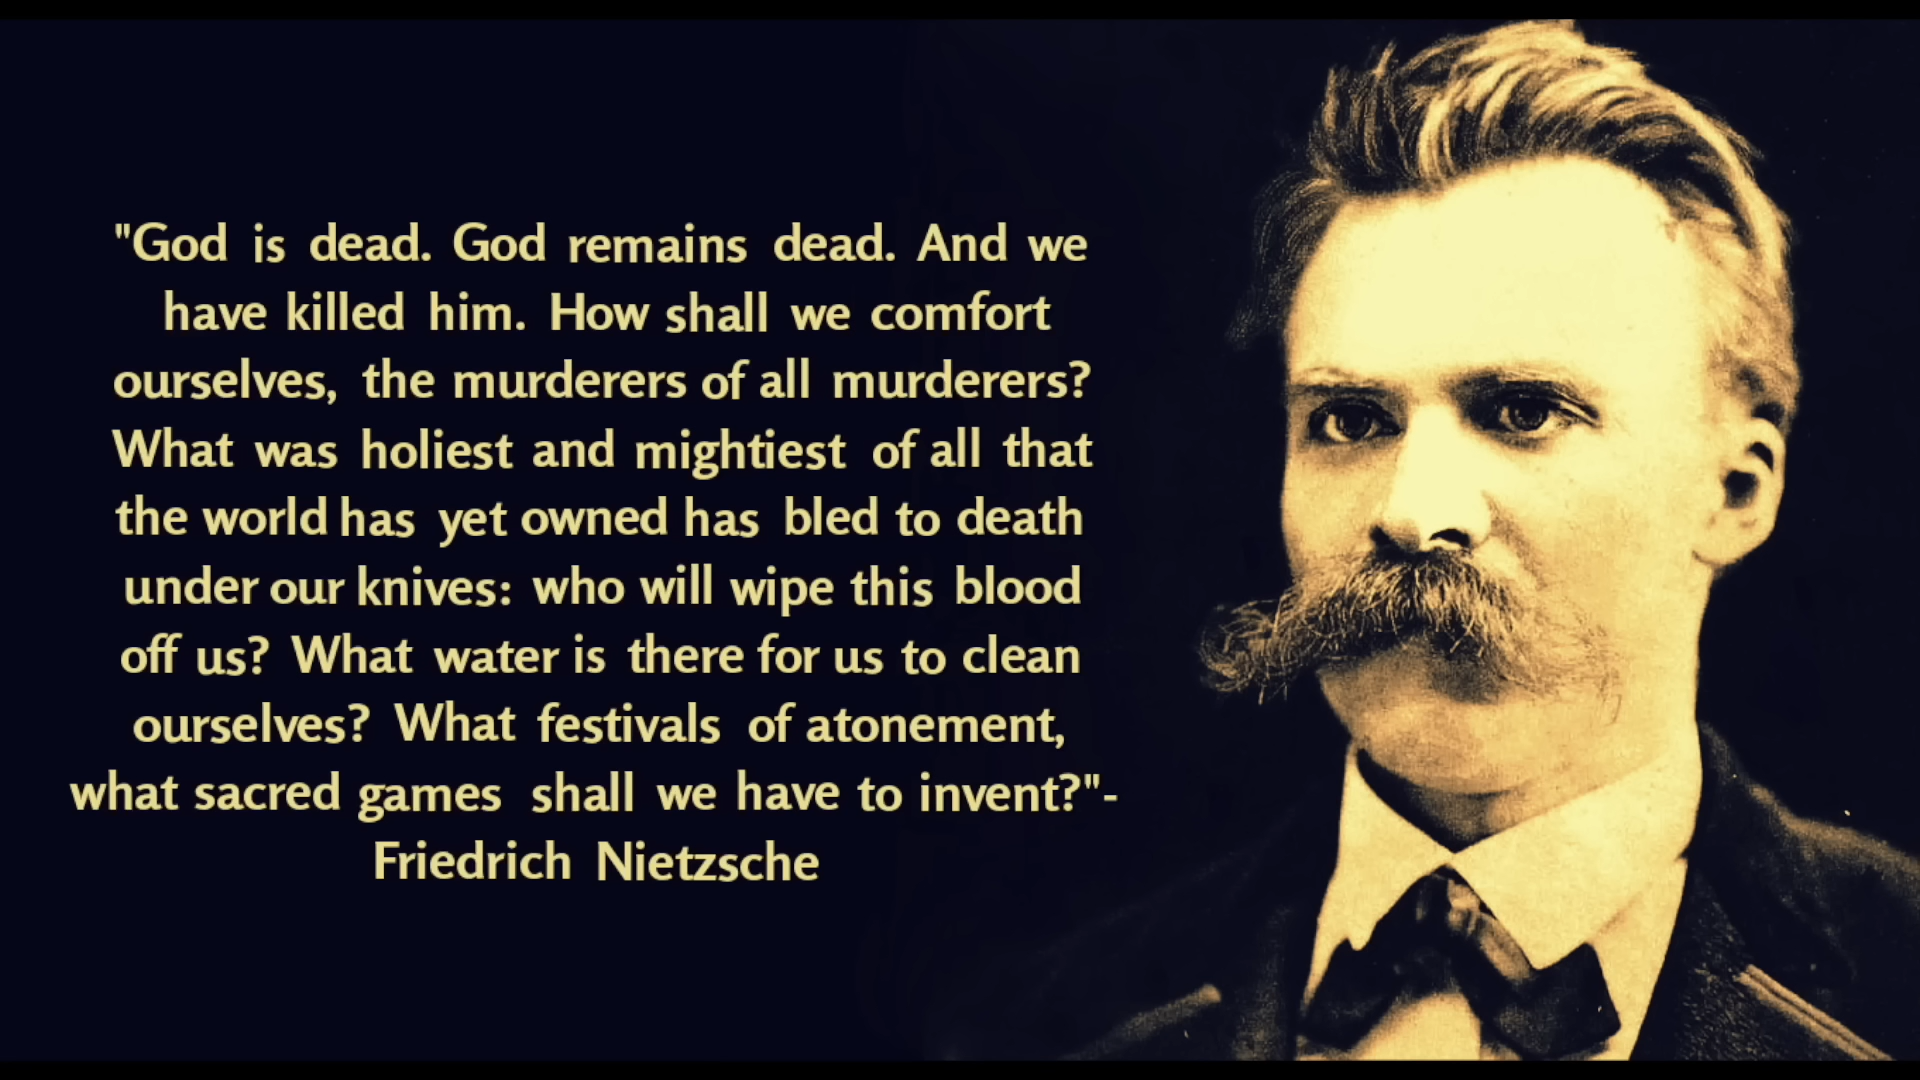 "God is dead. God remains dead. And we
have killed him. How shall we comfort
ourselves, the murderers of all murderers?
What was holiest and mightiest of all that
the world has yet owned has bled to death
under our knives: who will wipe this blood
off us? What water is there for us to clean
ourselves? What festivals of atonement,
what sacred games shall we have to invent?"-
Friedrich Nietzsche